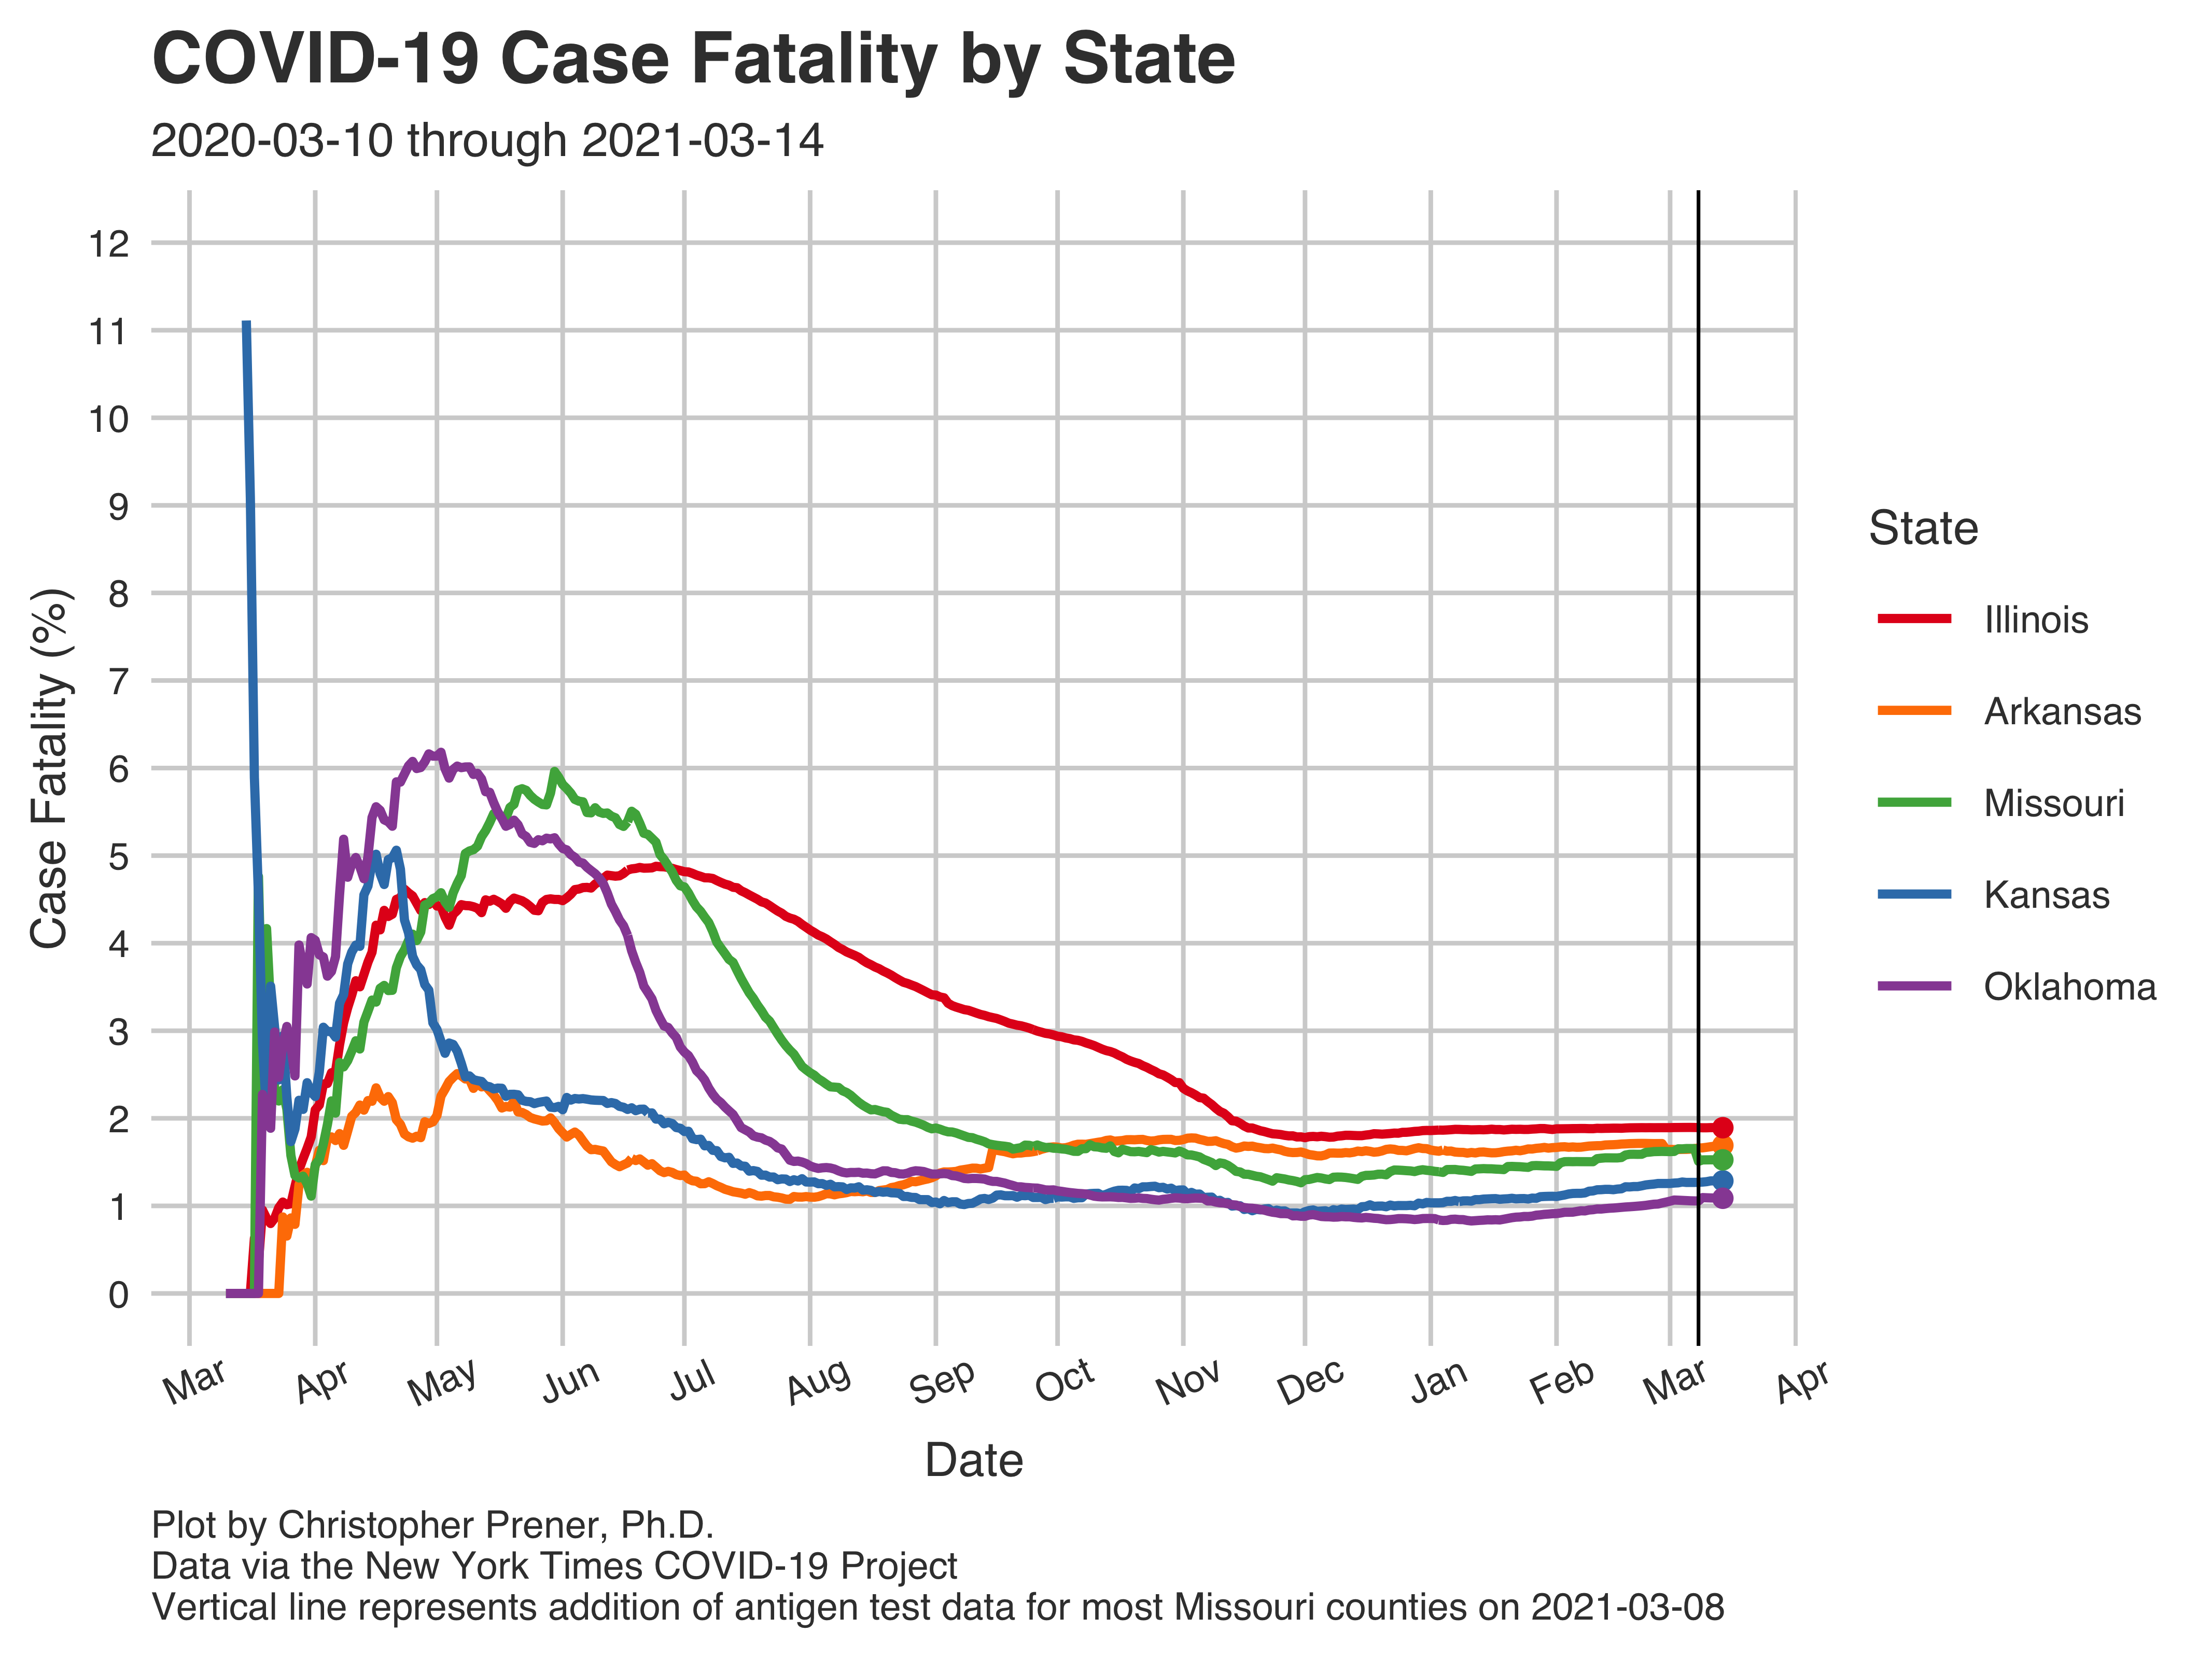 COVID-19 Case Fatality by State
2020-03-10 through 2021-03-14
12
11
10
9
8
7
6
5
4
3
2
1
0
Case Fatality (%)
Mar
Apr
May
Jun
Jul
Aug
Sep
Oct
Nov
Dec
Jan
Feb
Mar
Apr
Date
State
Illinois
Arkansas
Missouri
Kansas
Oklahoma
Plot by Christopher Prener, Ph.D.
Data via the New York Times COVID-19 Project
Vertical line represents addition of antigen test data for most Missouri counties on 2021-03-08